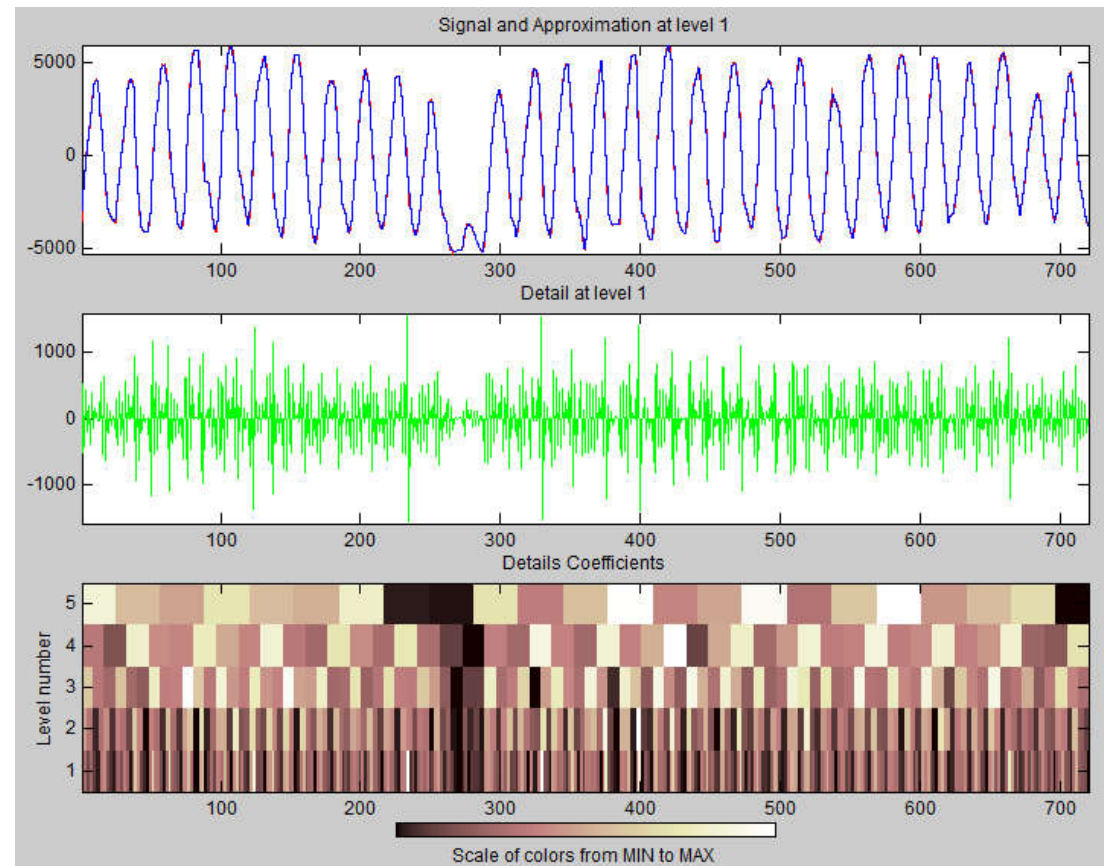 Signal and Approximation at level 1
5000
0
-5000
100 200 300 400 500 600 700
Detail at level 1
1000
0
-1000
100 200 300 400 500 600 700
Details Coefficients
Level number
5
4
3
2
1
100 200 300 400 500 600 700
Scale of colors from MIN to MAX